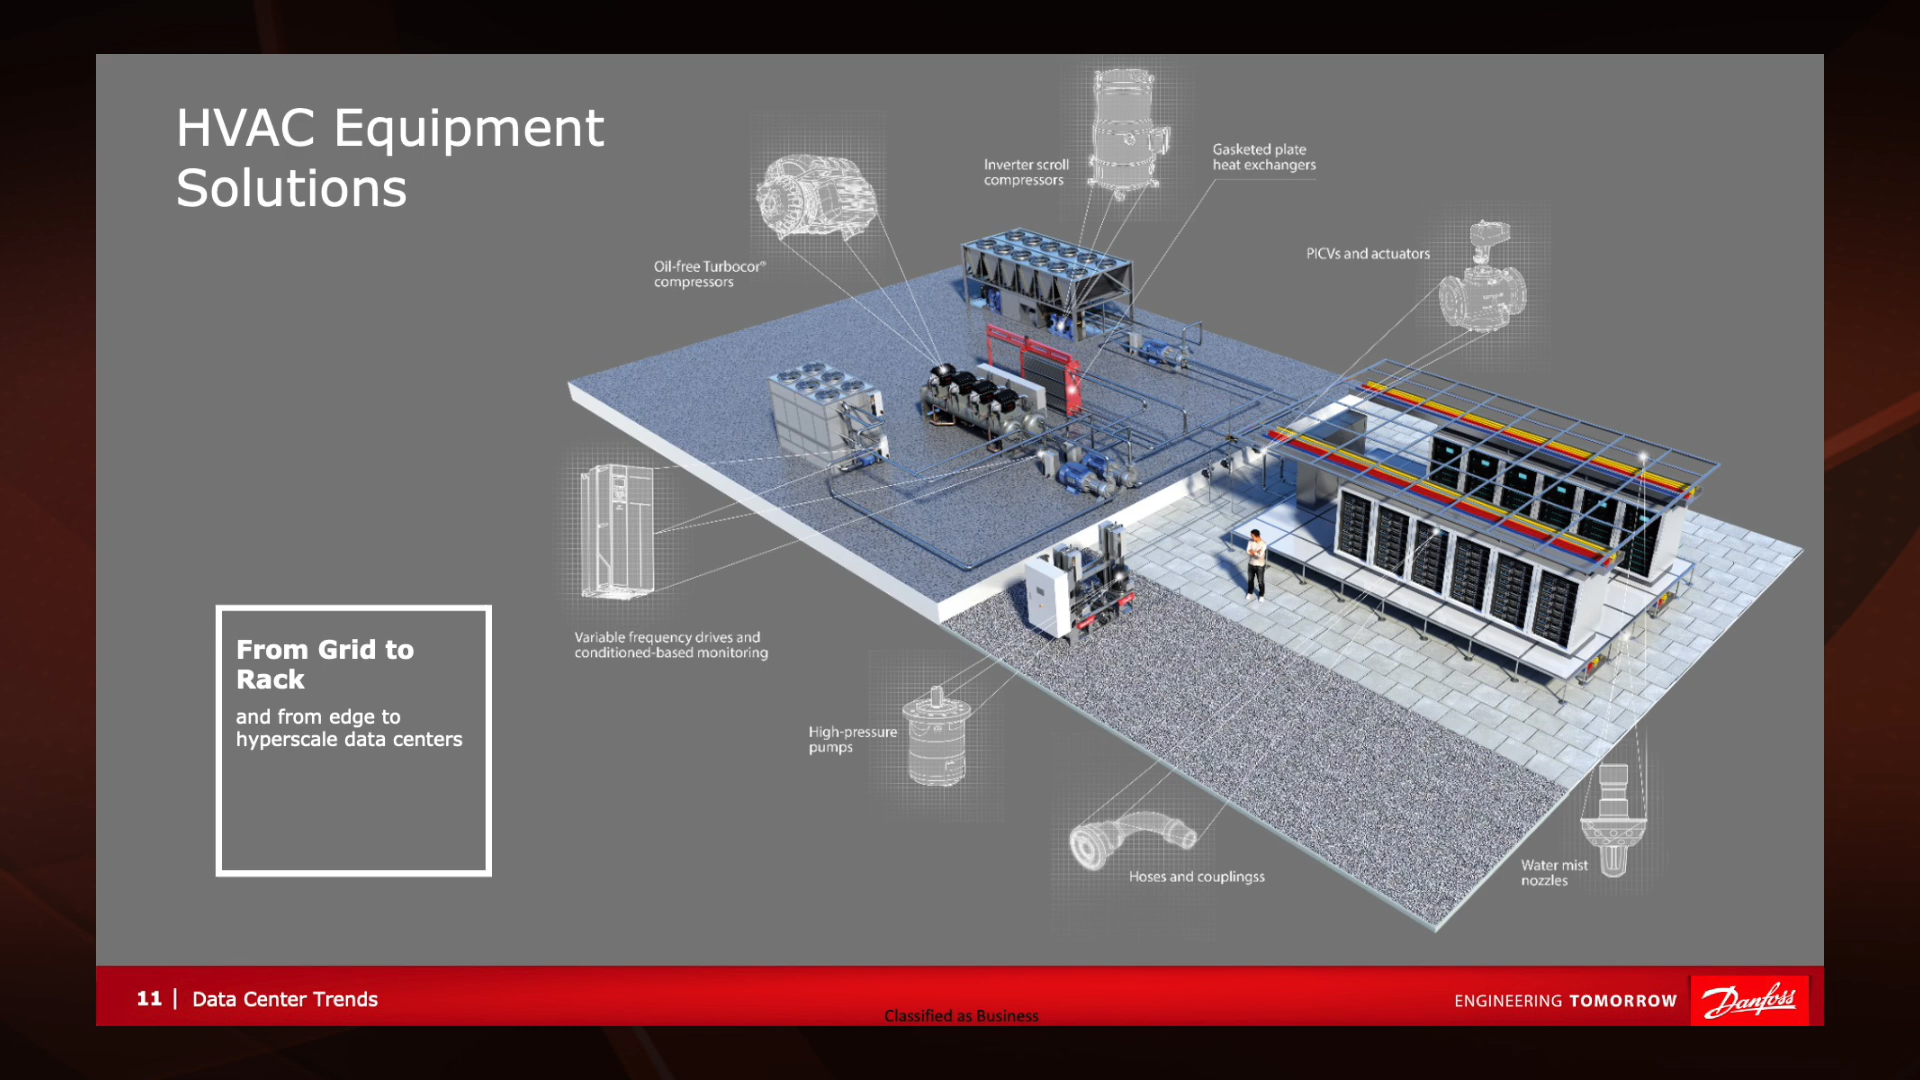 HVAC Equipment
Solutions
Inverter scroll
compressors
Gasketed plate
heat exchangers
PICVs and actuators
Oil-free Turbocor®
compressors
Variable frequency drives and
conditioned-based monitoring
From Grid to
Rack
and from edge to
hyperscale data centers
High-pressure
pumps
Hoses and couplingss
Water mist
nozzles
11 | Data Center Trends
Classified as Business
ENGINEERING TOMORROW
Danfoss